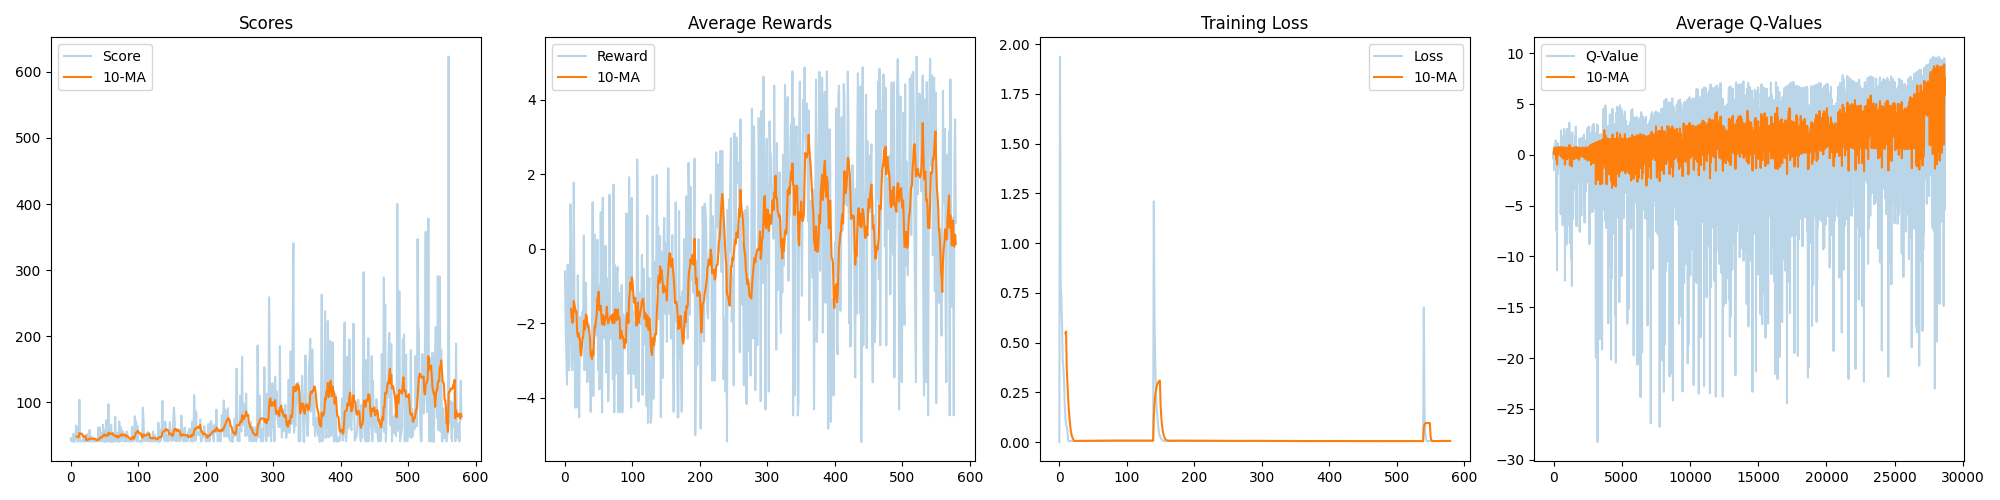 Scores
Score
10-MA
600
500
400
300
200
100
0 100 200 300 400 500 600
Average Rewards
Reward
10-MA
4
2
0
−2
−4
0 100 200 300 400 500 600
Training Loss
Loss
10-MA
2.00
1.75
1.50
1.25
1.00
0.75
0.50
0.25
0.00
0 100 200 300 400 500 600
Average Q-Values
Q-Value
10-MA
10
5
0
−5
−10
−15
−20
−25
−30
0 5000 10000 15000 20000 25000 30000